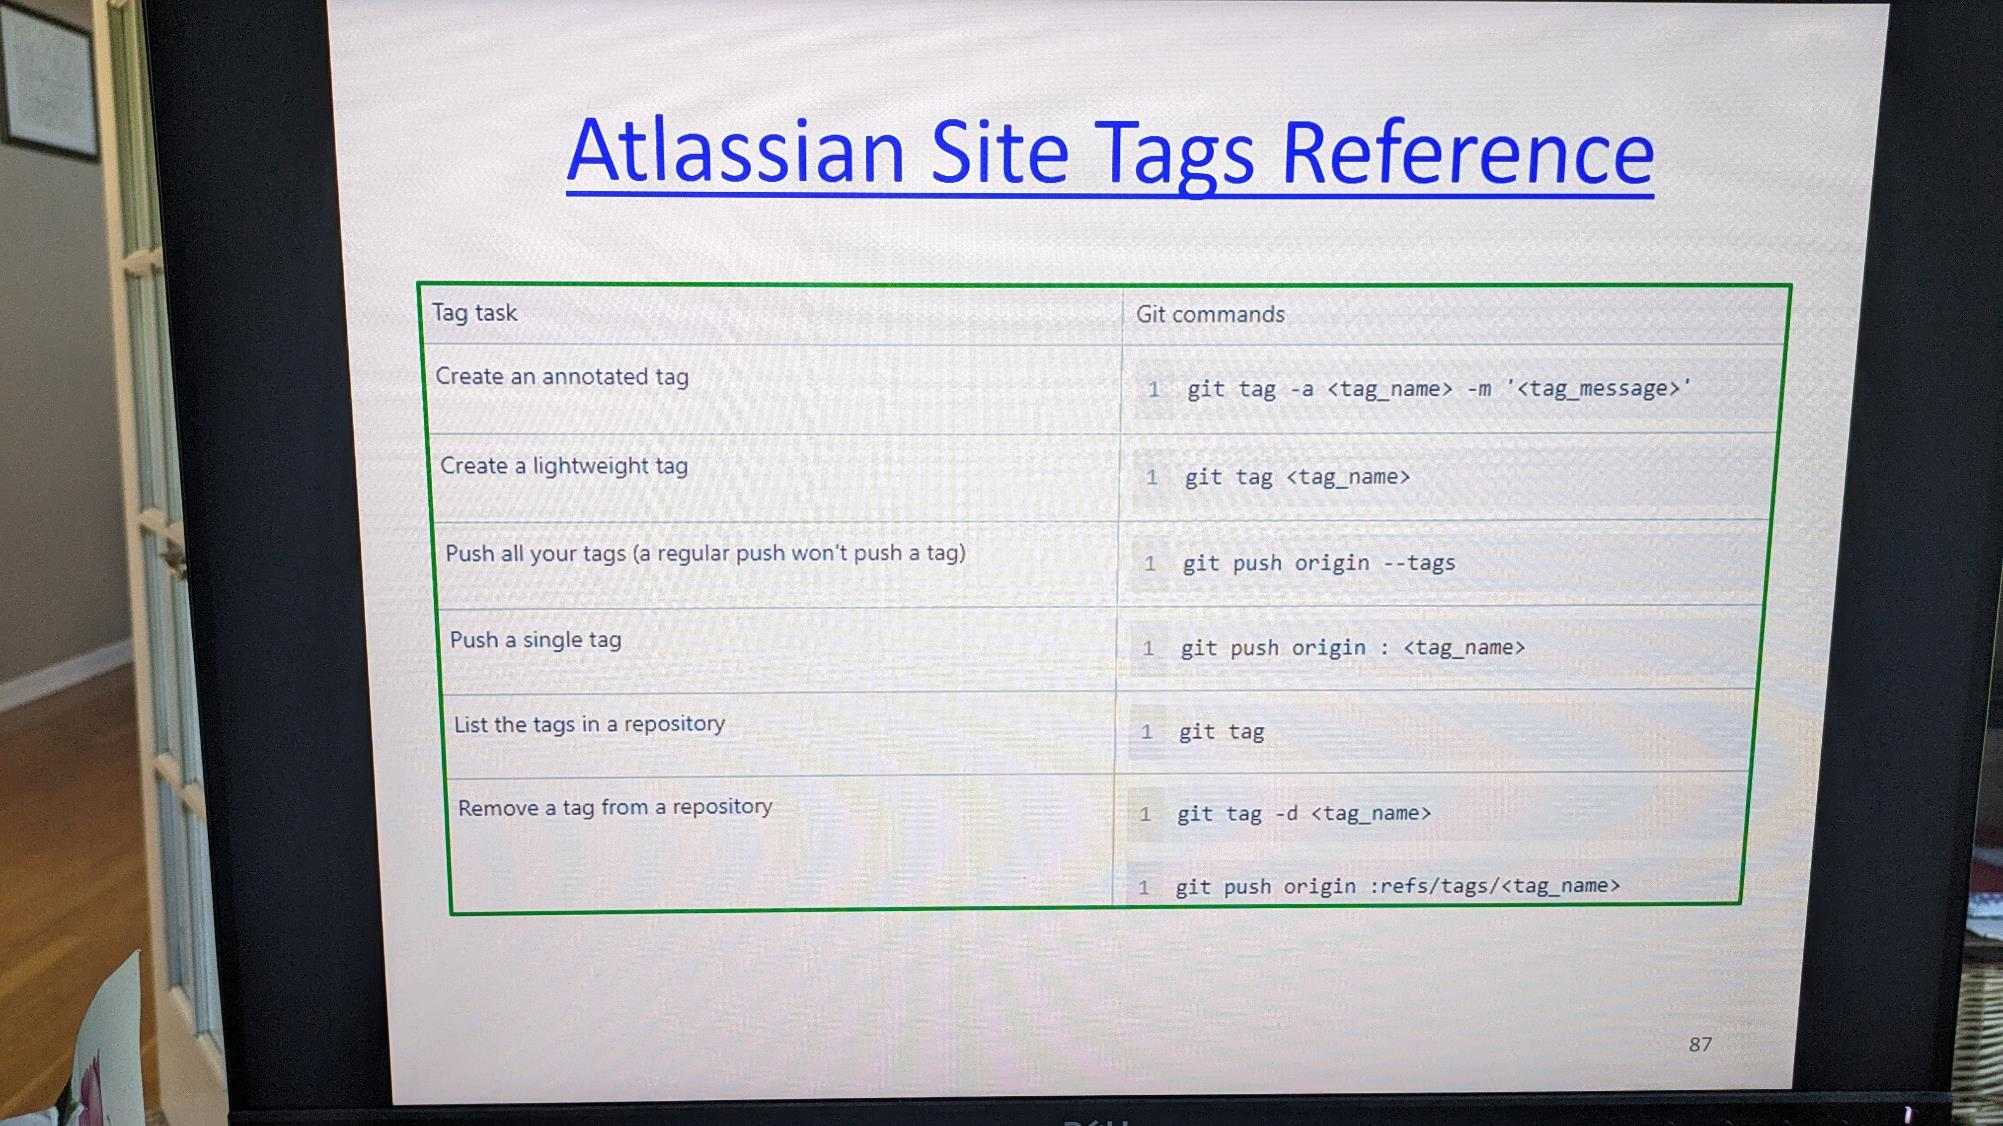 Atlassian Site Tags Reference
Tag task
Git commands
Create an annotated tag
1 git tag -a <tag_name> -m '<tag_message>'
Create a lightweight tag
1 git tag <tag_name>
Push all your tags (a regular push won't push a tag)
1 git push origin --tags
Push a single tag
1 git push origin : <tag_name>
List the tags in a repository
1 git tag
Remove a tag from a repository
1 git tag -d <tag_name>
1 git push origin :refs/tags/<tag_name>
87